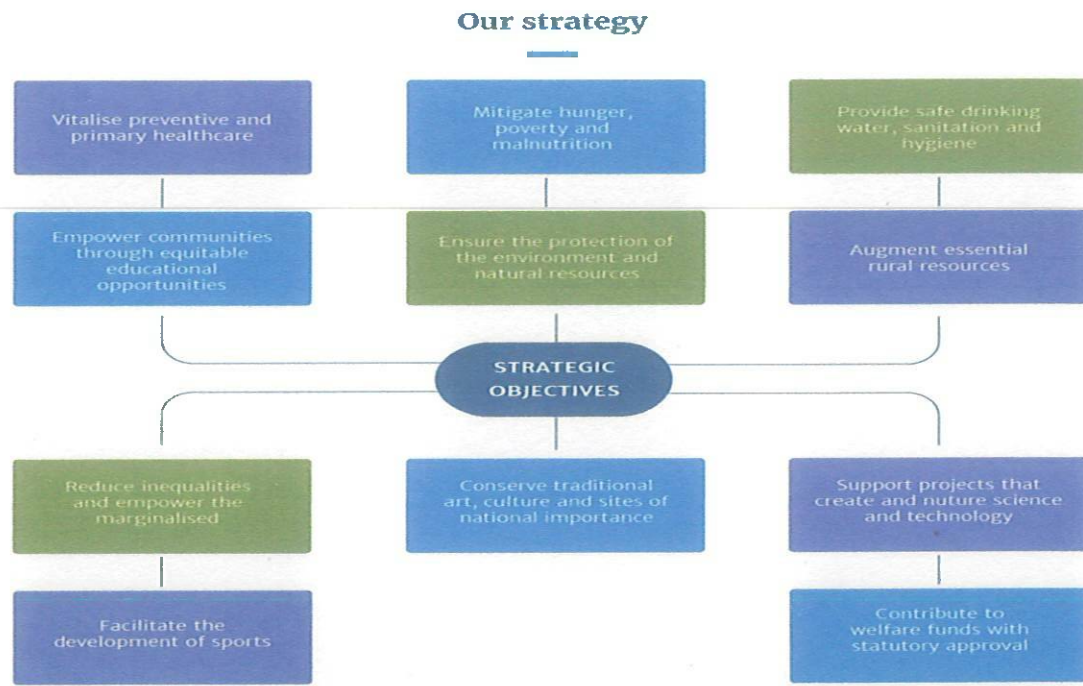 Our strategy
Vitalise preventive and
primary healthcare
Mitigate hunger,
poverty and
malnutrition
Provide safe drinking
water, sanitation and
hygiene
Empower communities
through equitable
educational
opportunities
Ensure the protection of
the environment and
natural resources
Augment essential
rural resources
STRATEGIC
OBJECTIVES
Reduce inequalities
and empower the
marginalised
Conserve traditional
art, culture and sites of
national importance
Support projects that
create and nuture science
and technology
Facilitate the
development of sports
Contribute to
welfare funds with
statutory approval